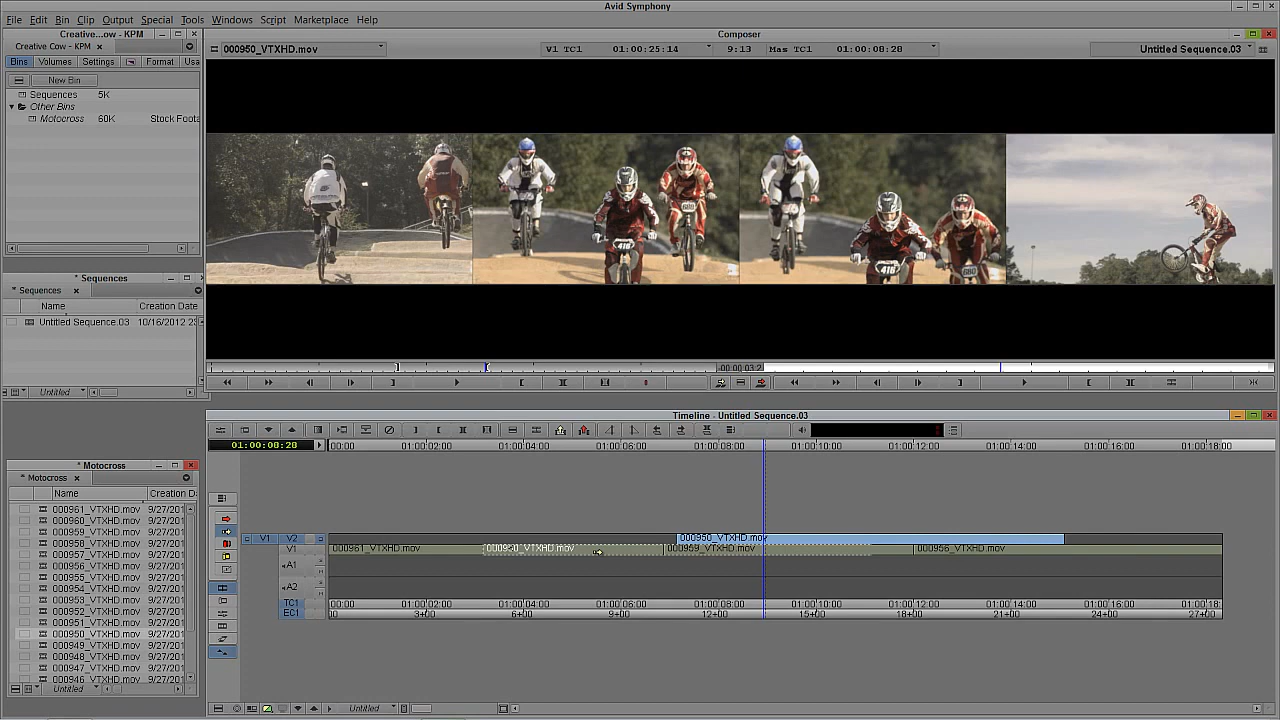 Avid Symphony
File Edit Bin Clip Output Special Tools Windows Script Marketplace Help
Creative...ow - KPM
Creative Cow - KPM
Bins Volumes Settings Format Usa
New Bin
Sequences 5K
Other Bins
Motocross 60K Stock Foota
* Sequences
* Sequences
Name Creation Date
Untitled Sequence.03 10/16/2012 23
Untitled
Composer
000950_VTXHD.mov V1 TC1 01:00:25:14 9:13 Mas TC1 01:00:08:28 Untitled Sequence.03
416 680
416 680
Timeline - Untitled Sequence.03
01:00:08:28 00:00 01:00:02:00 01:00:04:00 01:00:06:00 01:00:08:00 01:00:10:00 01:00:12:00 01:00:14:00 01:00:16:00 01:00:18:00
V1 V2 000950_VTXHD.mov
V1 000961_VTXHD.mov 000950_VTXHD.mov 000959_VTXHD.mov 000956_VTXHD.mov
A1
A2
TC1 00:00 01:00:02:00 01:00:04:00 01:00:06:00 01:00:08:00 01:00:10:00 01:00:12:00 01:00:14:00 01:00:16:00 01:00:18:
EC1 00 3+00 6+00 9+00 12+00 15+00 18+00 21+00 24+00 27+00
Untitled
* Motocross
* Motocross
Name Creation D
000961_VTXHD.mov 9/27/201
000960_VTXHD.mov 9/27/201
000959_VTXHD.mov 9/27/201
000958_VTXHD.mov 9/27/201
000957_VTXHD.mov 9/27/201
000956_VTXHD.mov 9/27/201
000955_VTXHD.mov 9/27/201
000954_VTXHD.mov 9/27/201
000953_VTXHD.mov 9/27/201
000952_VTXHD.mov 9/27/201
000951_VTXHD.mov 9/27/201
000950_VTXHD.mov 9/27/201
000949_VTXHD.mov 9/27/201
000948_VTXHD.mov 9/27/201
000947_VTXHD.mov 9/27/201
000946_VTXHD.mov 9/27/201
Untitled